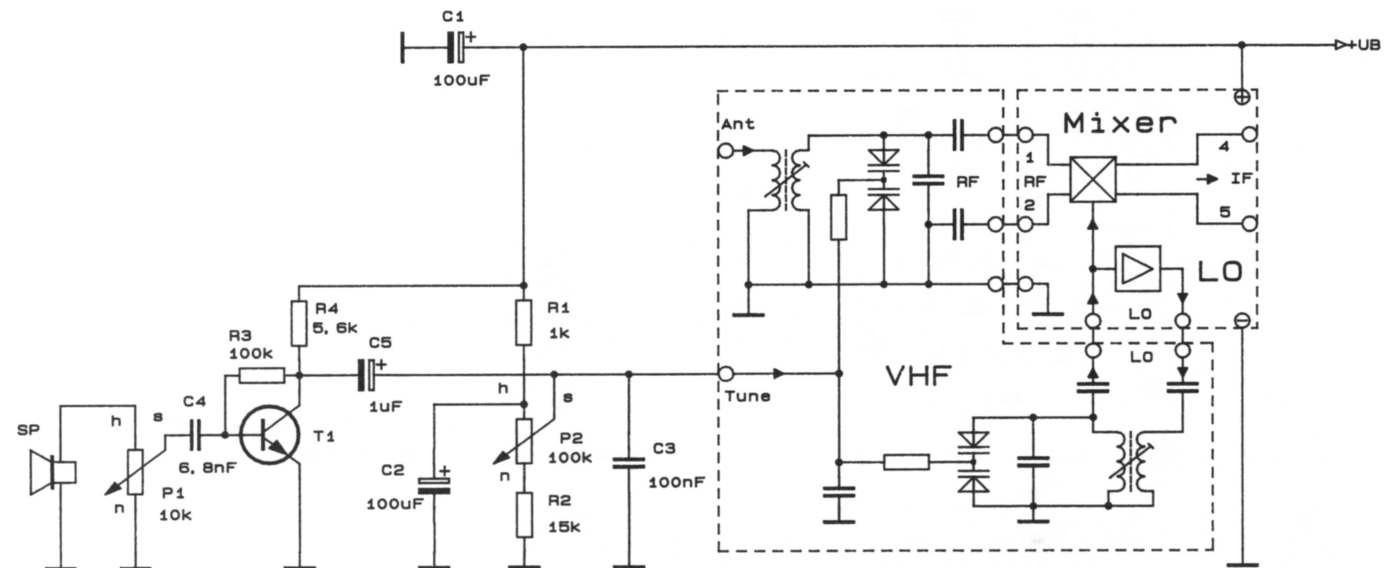 C1
+
100uF
+UB
Ant
Mixer
1
RF
RF
2
4
IF
5
LO
LO
LO
VHF
Tune
R4
5,6k
R1
1k
R3
100k
C5
+
1uF
h
s
SP
h
s
C4
6,8nF
T1
P1
10k
n
P2
100k
n
C2
+
100uF
R2
15k
C3
100nF